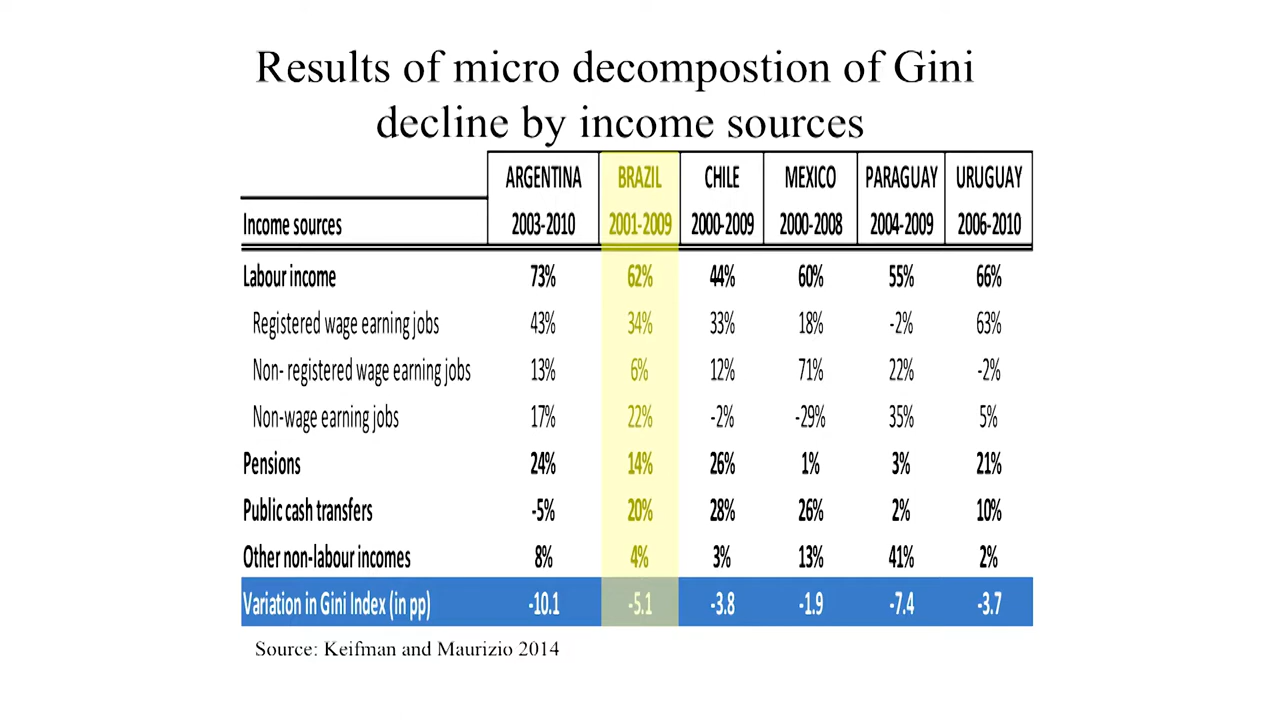 Results of micro decompostion of Gini
decline by income sources
ARGENTINA BRAZIL CHILE MEXICO PARAGUAY URUGUAY
Income sources 2003-2010 2001-2009 2000-2009 2000-2008 2004-2009 2006-2010
Labour income 73% 62% 44% 60% 55% 66%
Registered wage earning jobs 43% 34% 33% 18% -2% 63%
Non- registered wage earning jobs 13% 6% 12% 71% 22% -2%
Non-wage earning jobs 17% 22% -2% -29% 35% 5%
Pensions 24% 14% 26% 1% 3% 21%
Public cash transfers -5% 20% 28% 26% 2% 10%
Other non-labour incomes 8% 4% 3% 13% 41% 2%
Variation in Gini Index (in pp) -10.1 -5.1 -3.8 -1.9 -7.4 -3.7
Source: Keifman and Maurizio 2014